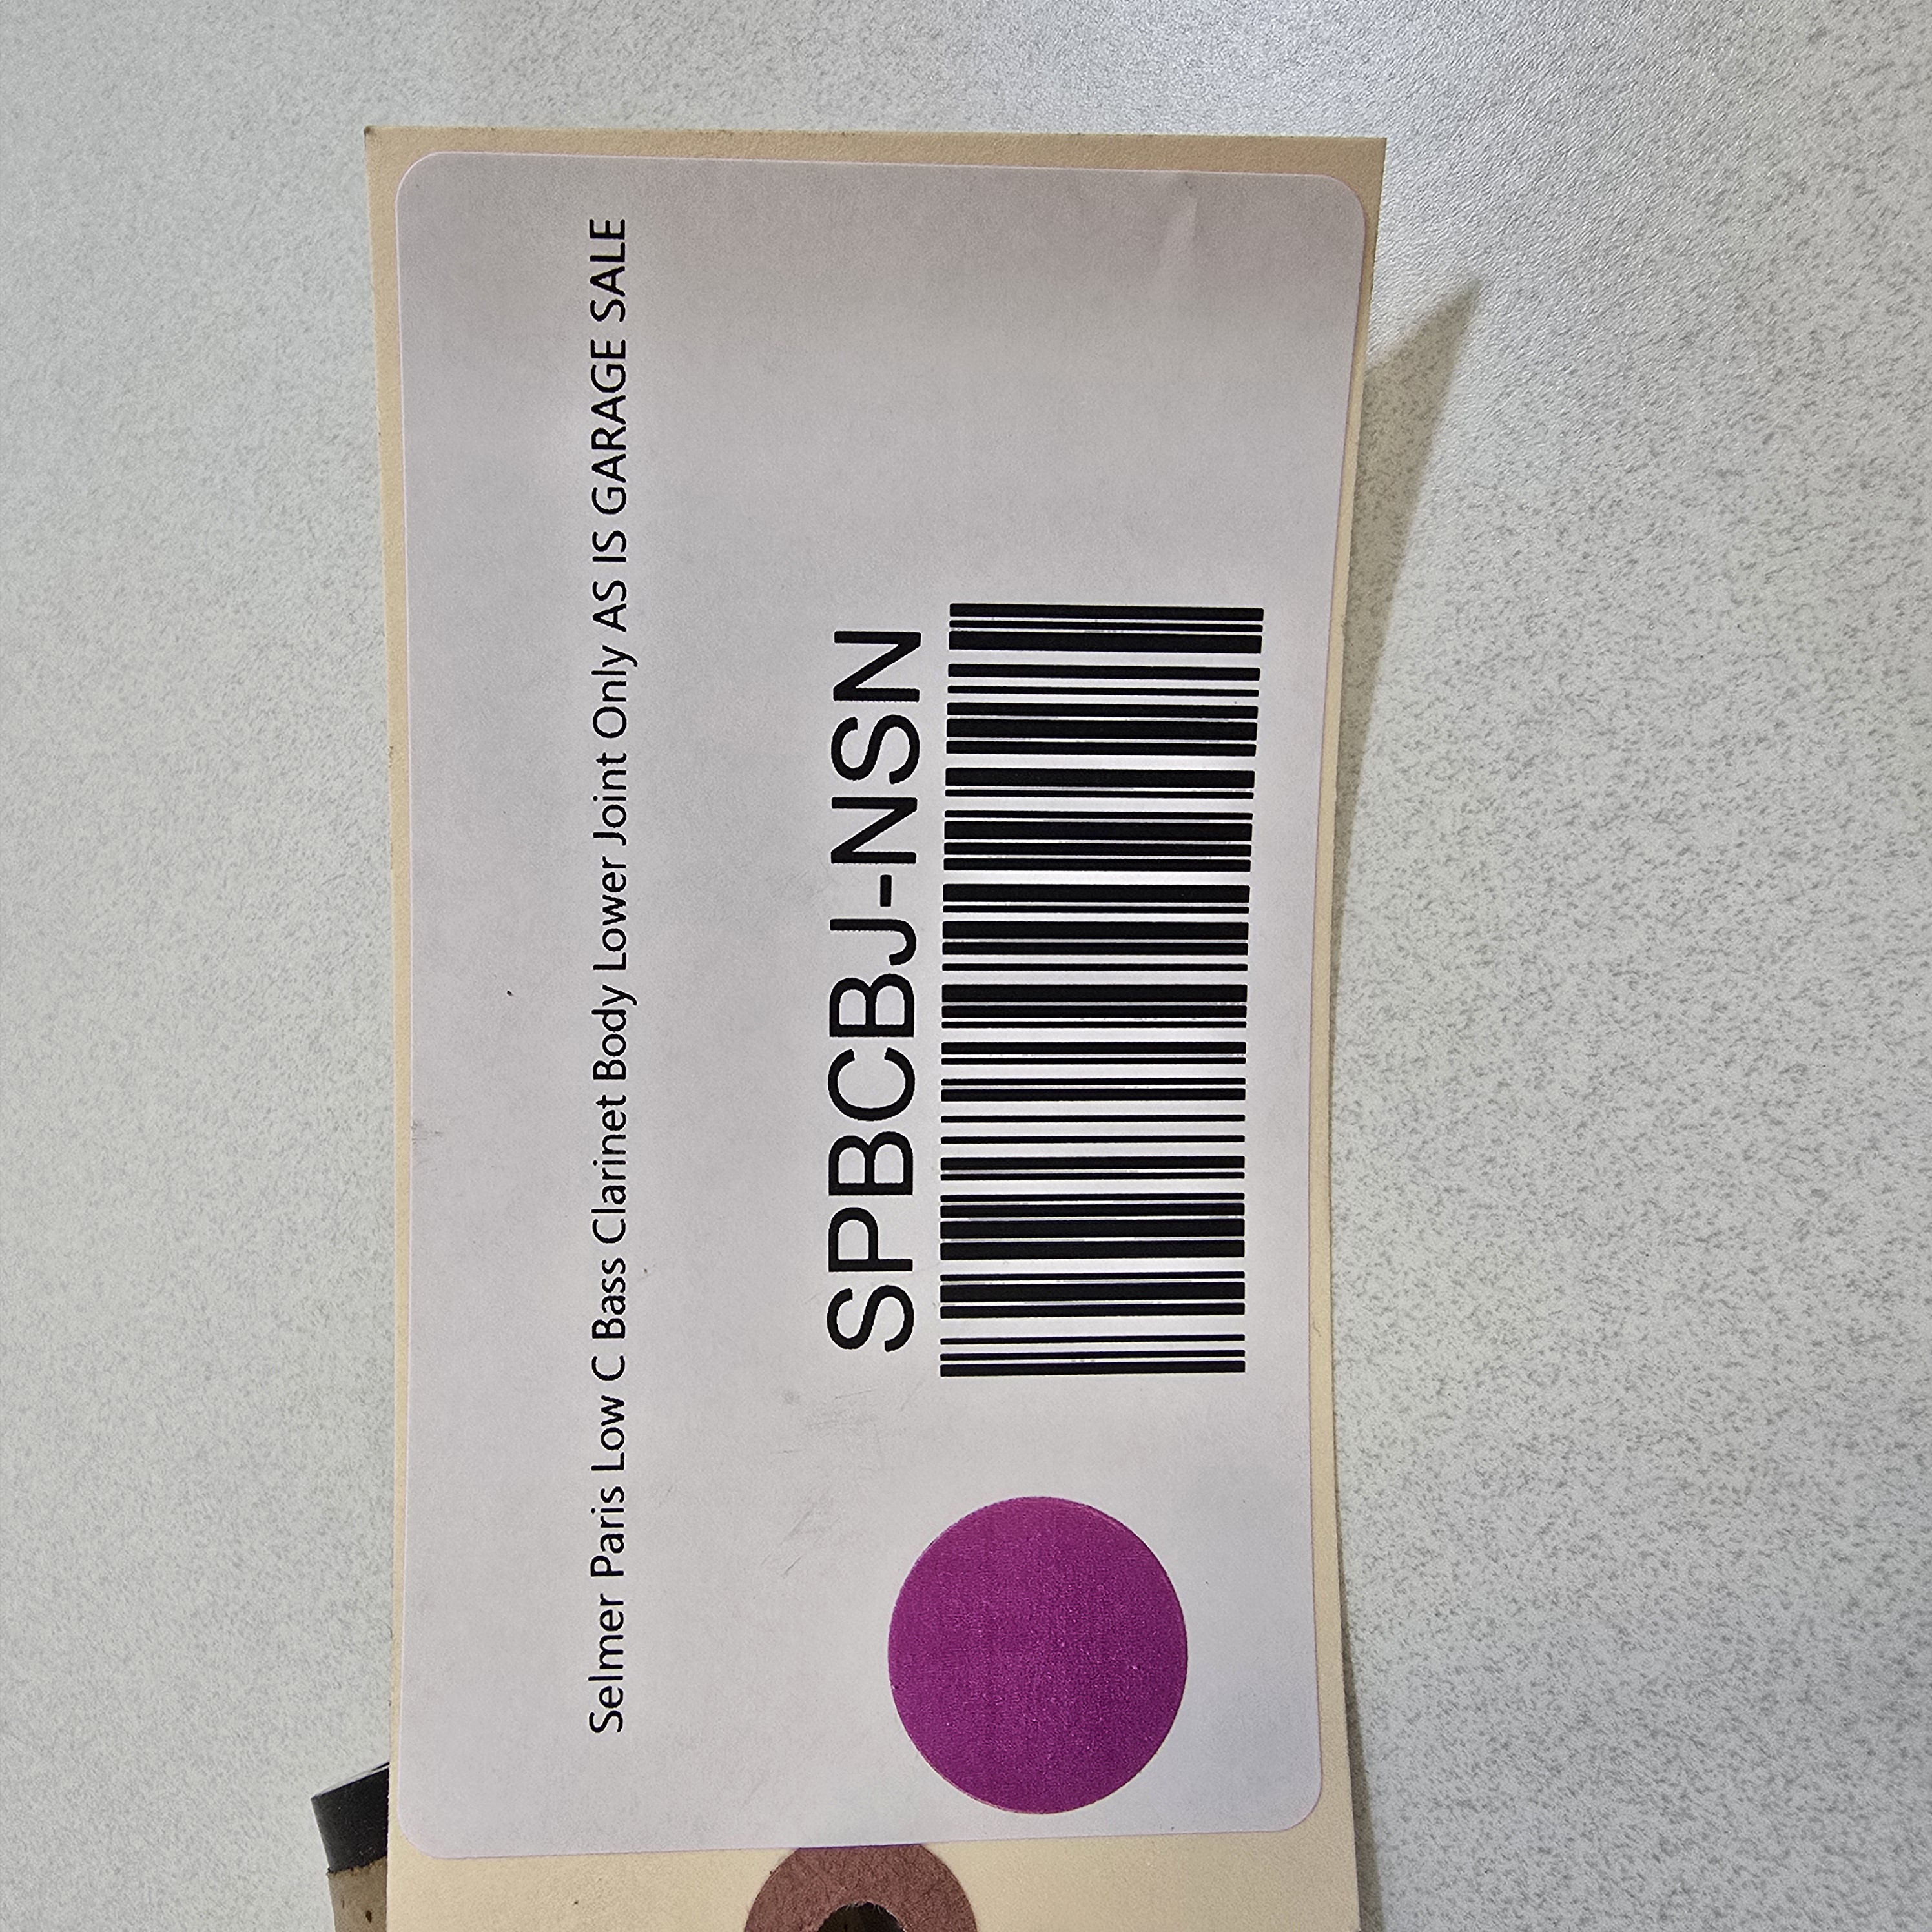 Selmer Paris Low C Bass Clarinet Body Lower Joint Only AS IS GARAGE SALE
SPBCBJ-NSN